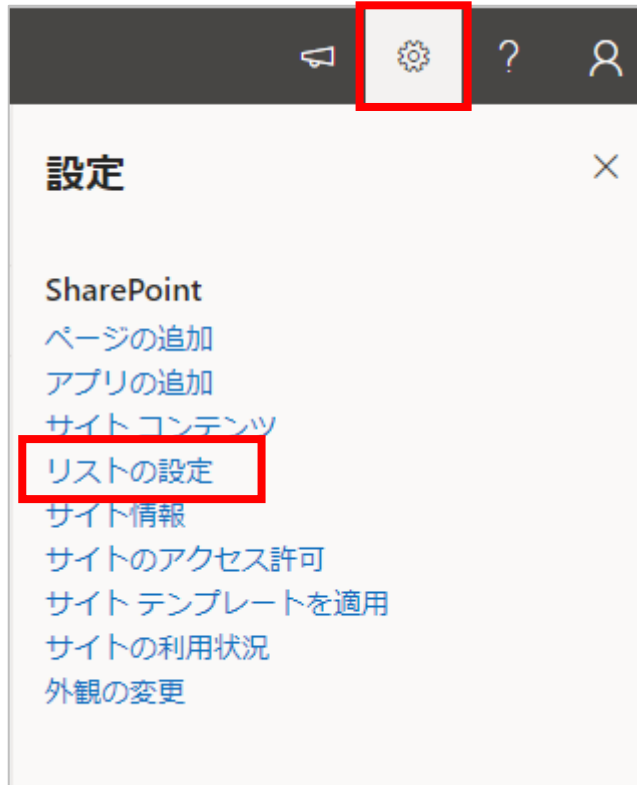 ?
設定
SharePoint
ページの追加
アプリの追加
サイト コンテンツ
リストの設定
サイト情報
サイトのアクセス許可
サイト テンプレートを適用
サイトの利用状況
外観の変更